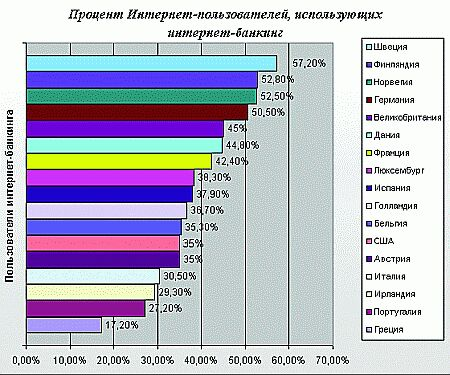 Процент Интернет-пользователей, использующих
интернет-банкинг
Пользователи интернет-банкинга
57,20%
52,80%
52,50%
50,50%
45%
44,80%
42,40%
38,30%
37,90%
36,70%
35,30%
35%
35%
30,50%
29,30%
27,20%
17,20%
0,00% 10,00% 20,00% 30,00% 40,00% 50,00% 60,00% 70,00%
Швеция
Финляндия
Норвегия
Германия
Великобритания
Дания
Франция
Люксембург
Испания
Голландия
Бельгия
США
Австрия
Италия
Ирландия
Португалия
Греция